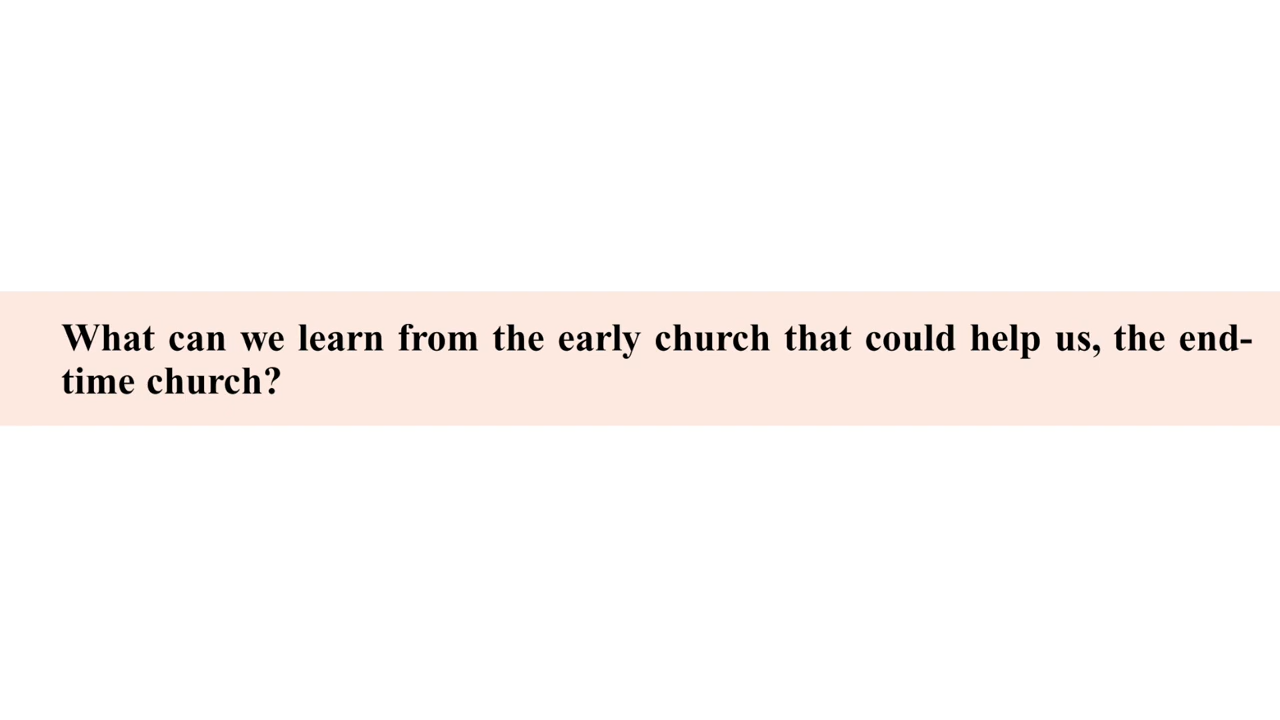 What can we learn from the early church that could help us, the end-
time church?